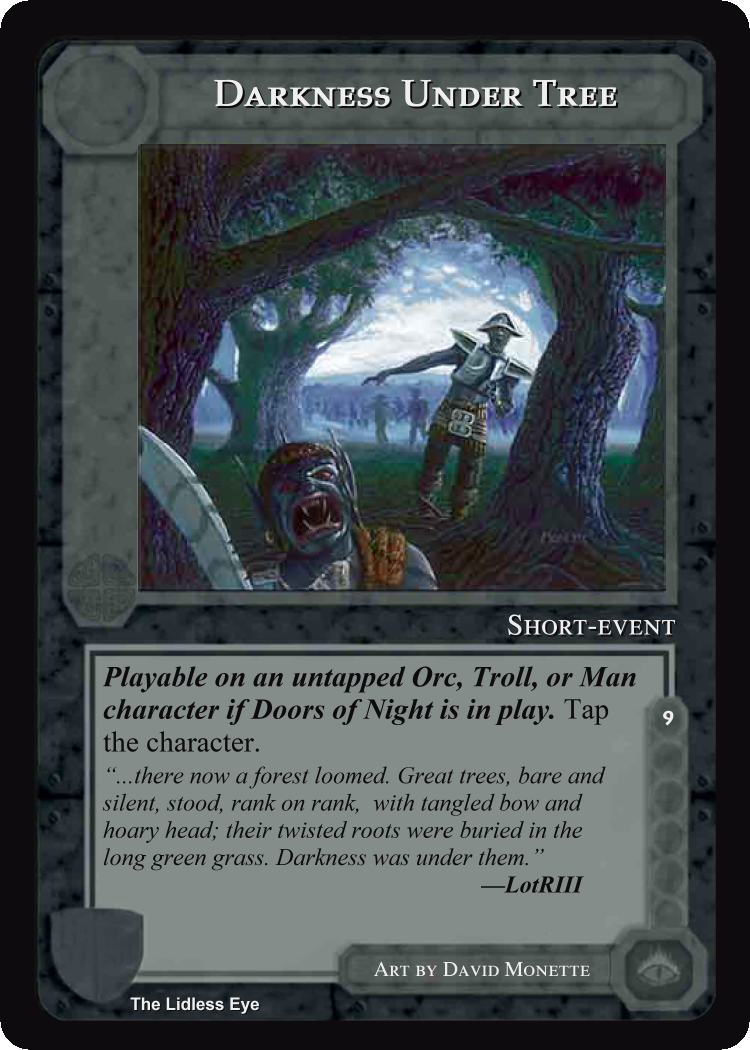 DARKNESS UNDER TREE
MONETTE
SHORT-EVENT
Playable on an untapped Orc, Troll, or Man
character if Doors of Night is in play. Tap
the character.
9
“...there now a forest loomed. Great trees, bare and
silent, stood, rank on rank, with tangled bow and
hoary head; their twisted roots were buried in the
long green grass. Darkness was under them.”
—LotRIII
ART BY DAVID MONETTE
The Lidless Eye